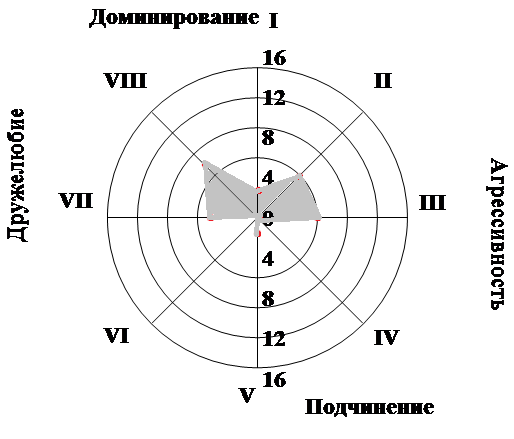 Доминирование I
16
VIII
II
12
8
Дружелюбие
4
Агрессивность
VII
III
0
4
8
VI
IV
12
16
V
Подчинение